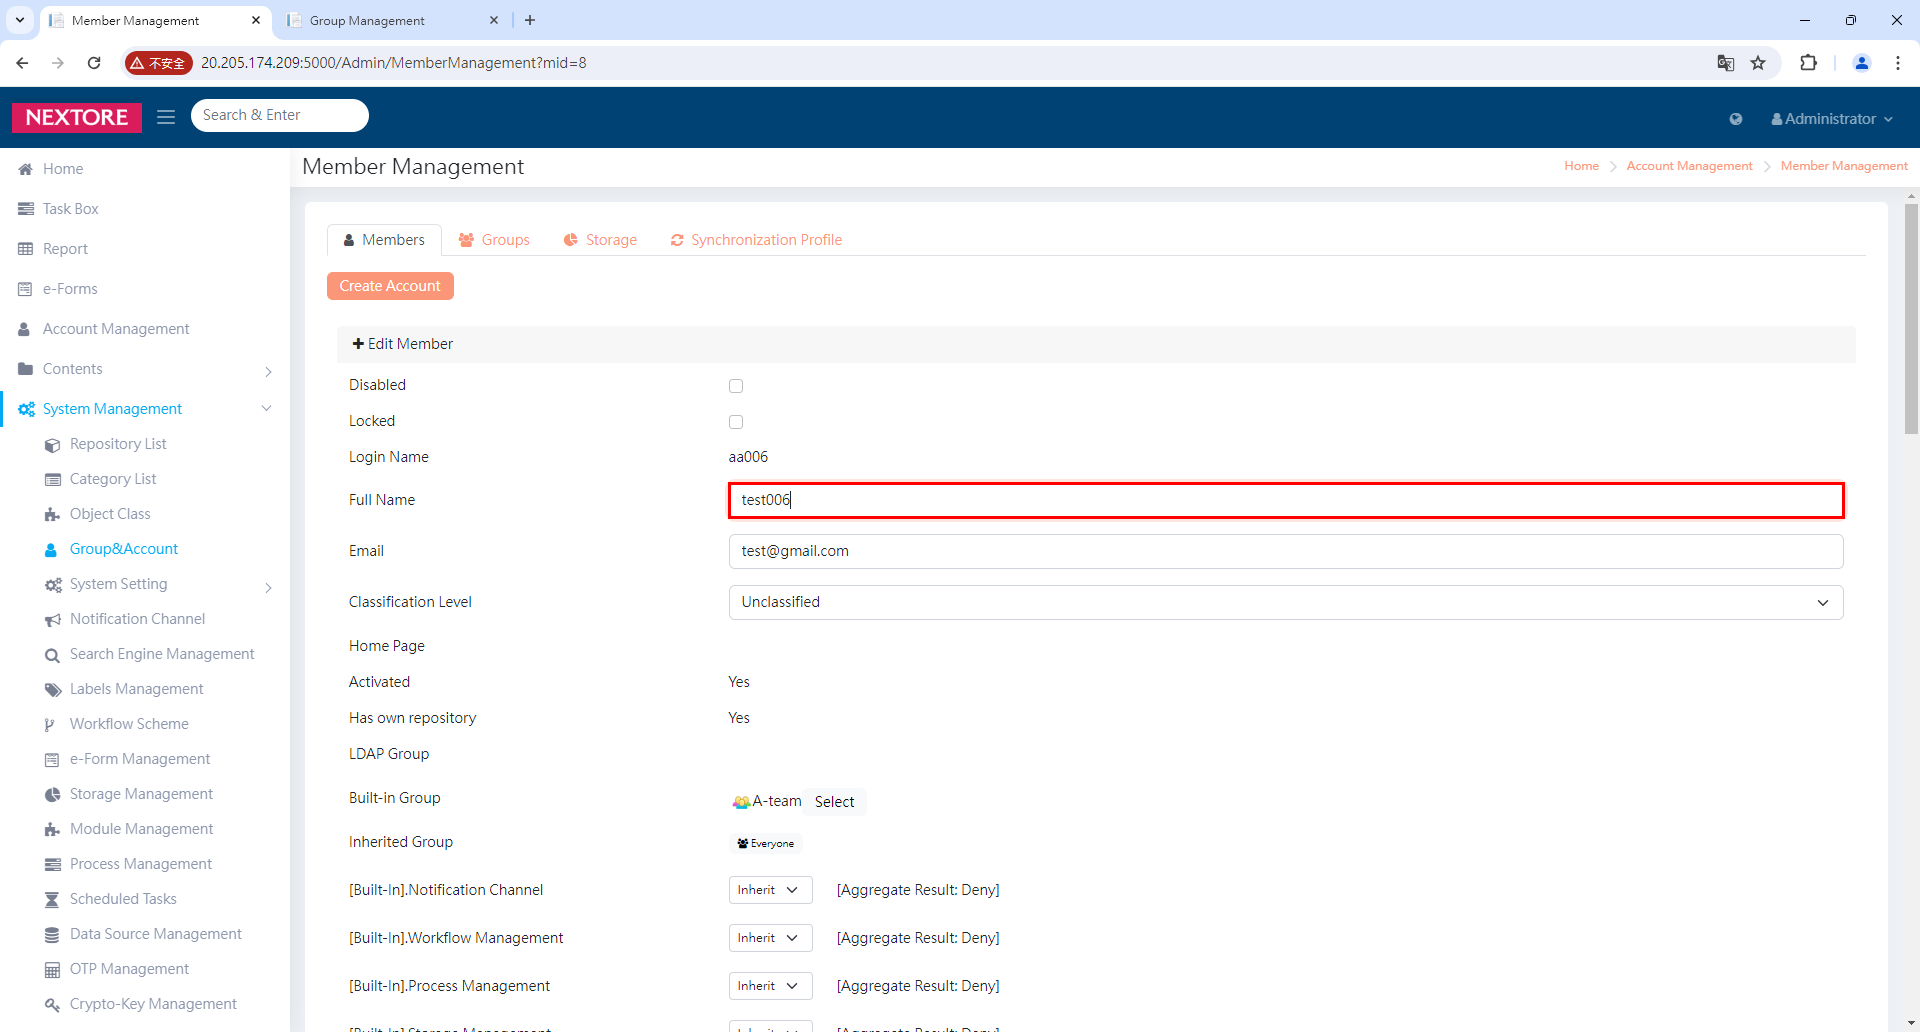 Member Management
Group Management
不安全
20.205.174.209:5000/Admin/MemberManagement?mid=8
NEXTORE
Search & Enter
Administrator
Home
Task Box
Report
e-Forms
Account Management
Contents
System Management
Repository List
Category List
Object Class
Group&Account
System Setting
Notification Channel
Search Engine Management
Labels Management
Workflow Scheme
e-Form Management
Storage Management
Module Management
Process Management
Scheduled Tasks
Data Source Management
OTP Management
Crypto-Key Management
Member Management
Home > Account Management > Member Management
Members Groups Storage Synchronization Profile
Create Account
Edit Member
Disabled
Locked
Login Name aa006
Full Name test006
Email test@gmail.com
Classification Level Unclassified
Home Page
Activated Yes
Has own repository Yes
LDAP Group
Built-in Group A-team Select
Inherited Group Everyone
[Built-In].Notification Channel Inherit [Aggregate Result: Deny]
[Built-In].Workflow Management Inherit [Aggregate Result: Deny]
[Built-In].Process Management Inherit [Aggregate Result: Deny]